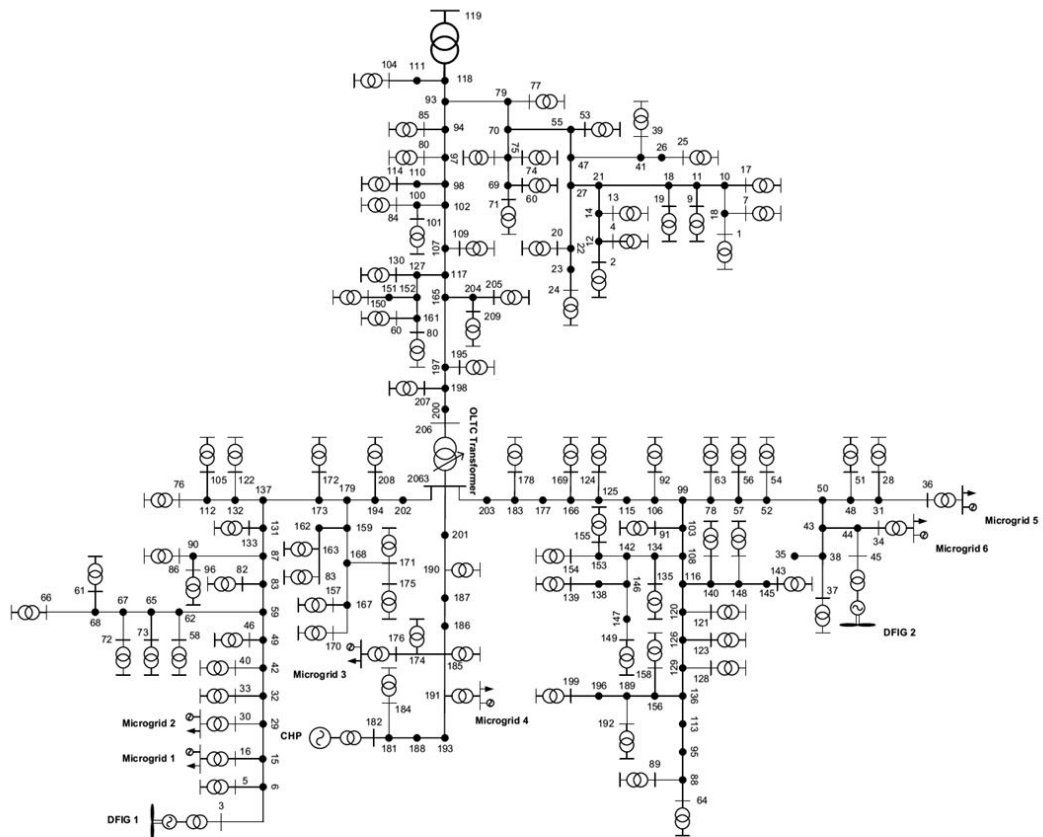 119
104 111 118
93 79 77
85 94 70 55 53 39
80 97 75 74 47 41 26 25
114 110 98 69 60 27 21 18 11 10 17
100 84 102 71 19 9 13 7
101 14 4 18 1
107 109 20 22 12 2
130 127 117 23
151 152 165 204 205 24
150 60 161 209
80
197 195
207 198
200
206
OLTC Transformer
2063
76 105 122 137 172 179 208 178 169 124 125 92 99 63 56 54 50 51 28 36
112 132 173 194 202 203 183 177 166 115 106 78 57 52 48 31
Microgrid 5
131 162 159 201 155 91 103 43 44 34
Microgrid 6
133 163 168 171 190 153 142 134 108 35 38 45
90 87 154
86 96 82 83 83 175 187 139 138 146 135 116 140 148 145 143 37
61 157 167 147 120 121
66 68 67 65 62 59 170 176 186 149 126 123
DFIG 2
72 73 58 46 49 174 185 158 129 128
40 42 Microgrid 3
33 32 184 191 199 196 189 156 136
Microgrid 4
Microgrid 2 30 29 CHP 182 192 113
181 188 193
Microgrid 1 16 15 95
5 6 89 88
3 64
DFIG 1